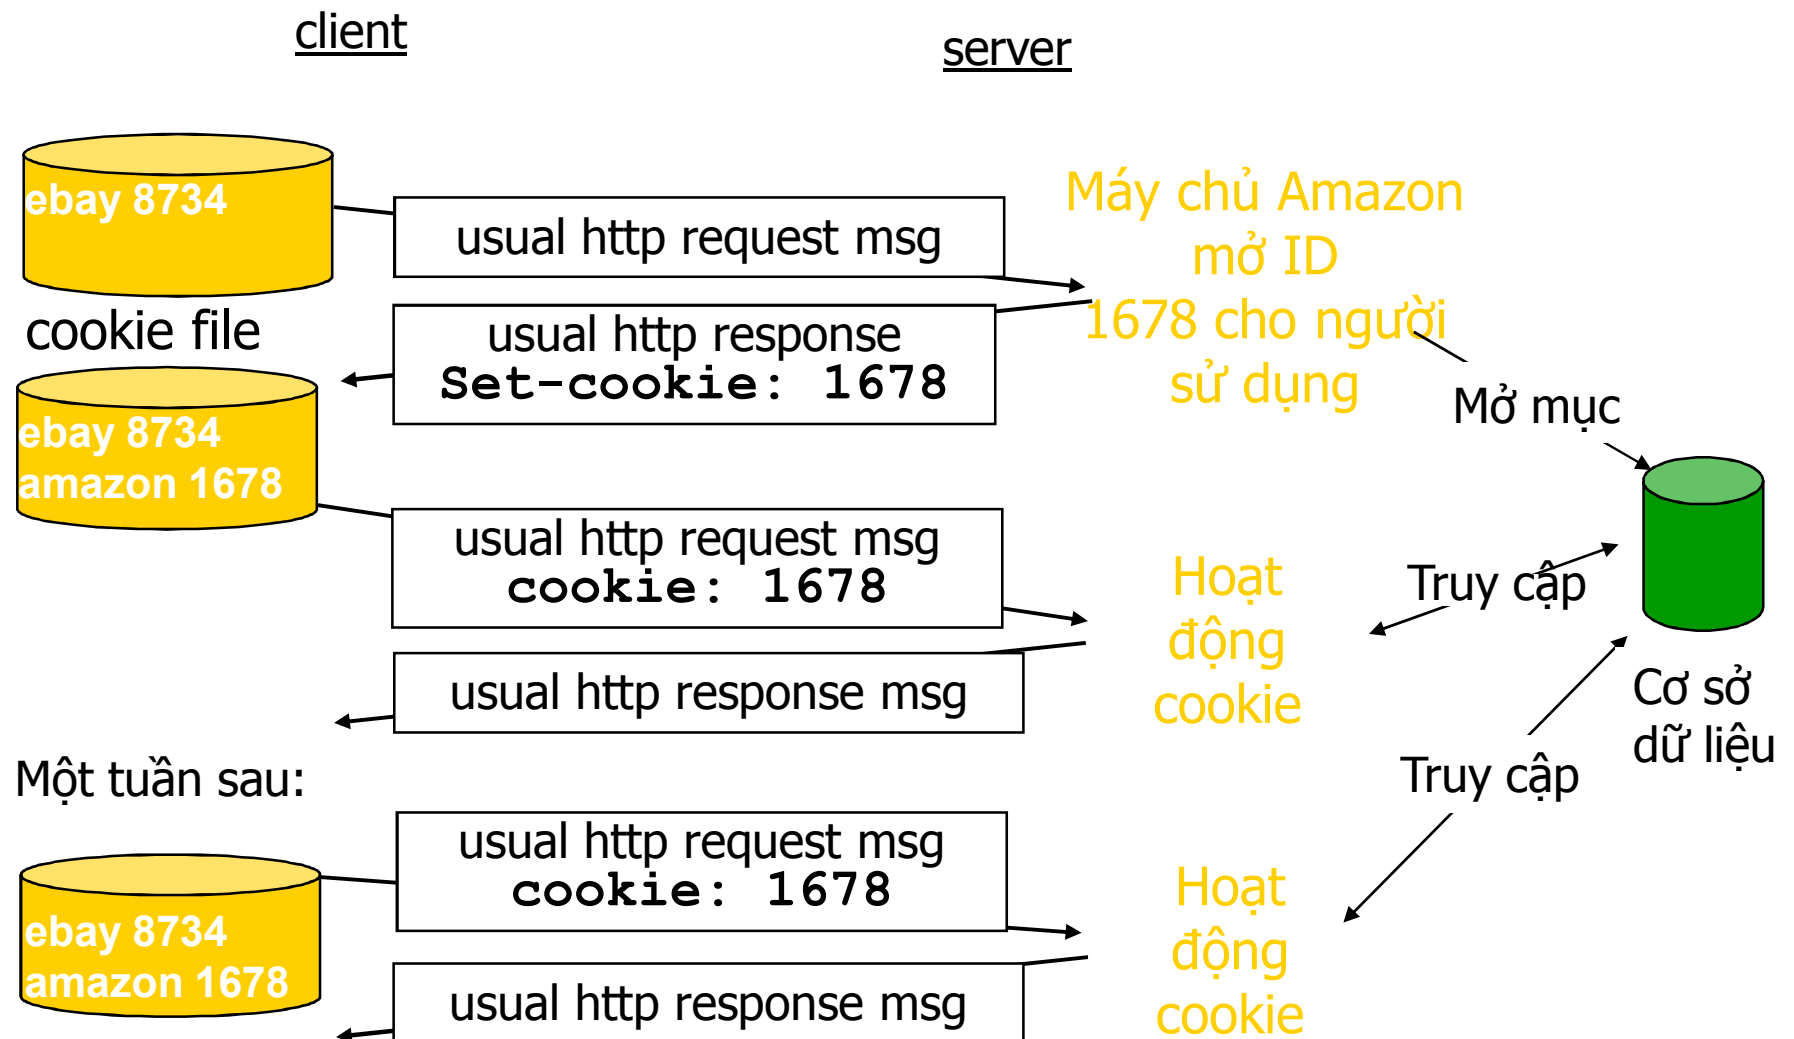 client
server
ebay 8734
usual http request msg
Máy chủ Amazon
mở ID
1678 cho người
sử dụng
cookie file
usual http response
Set-cookie: 1678
Mở mục
ebay 8734
amazon 1678
usual http request msg
cookie: 1678
Hoạt
động
cookie
Truy cập
usual http response msg
Cơ sở
dữ liệu
Một tuần sau:
Truy cập
usual http request msg
cookie: 1678
ebay 8734
amazon 1678
Hoạt
động
cookie
usual http response msg